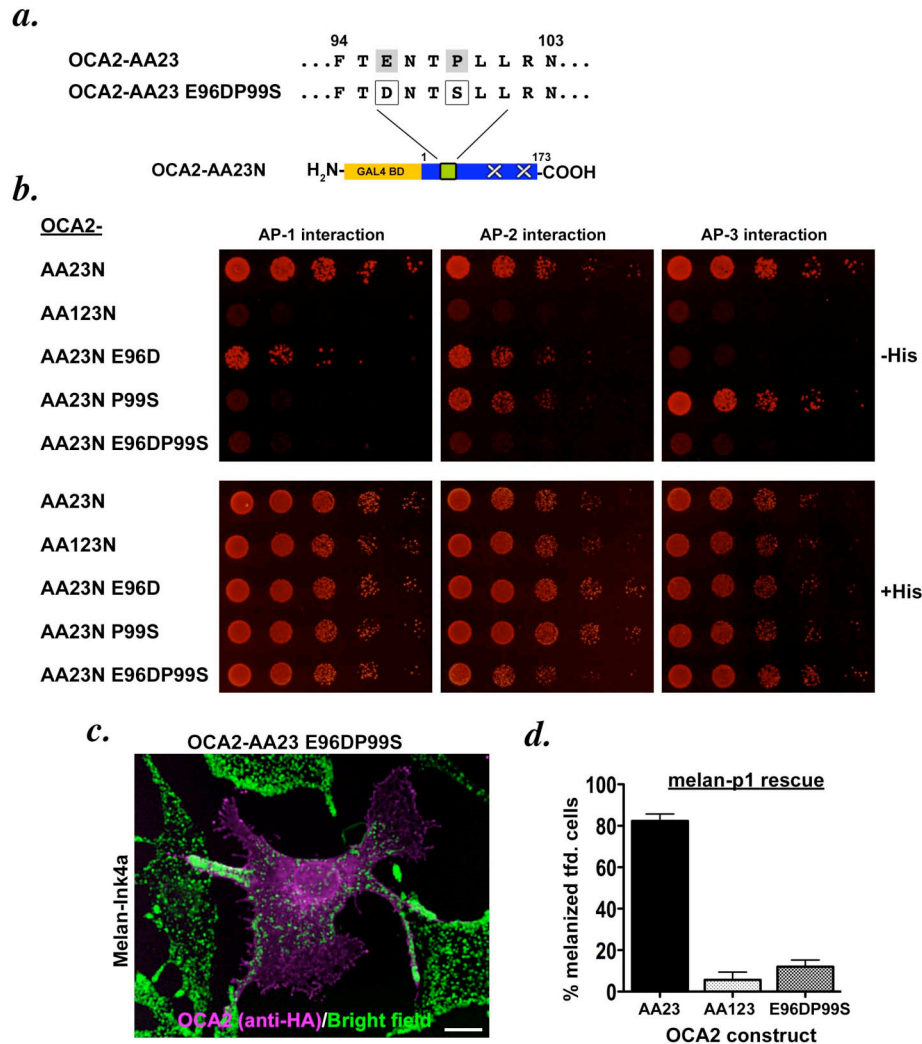 a.
94 103
OCA2-AA23 ...F T E N T P L L R N...
OCA2-AA23 E96DP99S ...F T D N T S L L R N...
1 173
OCA2-AA23N H2N- GAL4 BD -COOH
b.
OCA2-
AP-1 interaction AP-2 interaction AP-3 interaction
AA23N
AA123N
AA23N E96D
-His
AA23N P99S
AA23N E96DP99S
AA23N
AA123N
AA23N E96D
+His
AA23N P99S
AA23N E96DP99S
c.
OCA2-AA23 E96DP99S
Melan-Ink4a
OCA2 (anti-HA)/Bright field
d.
melan-p1 rescue
% melanized tfd. cells
100
80
60
40
20
0
AA23 AA123 E96DP99S
OCA2 construct